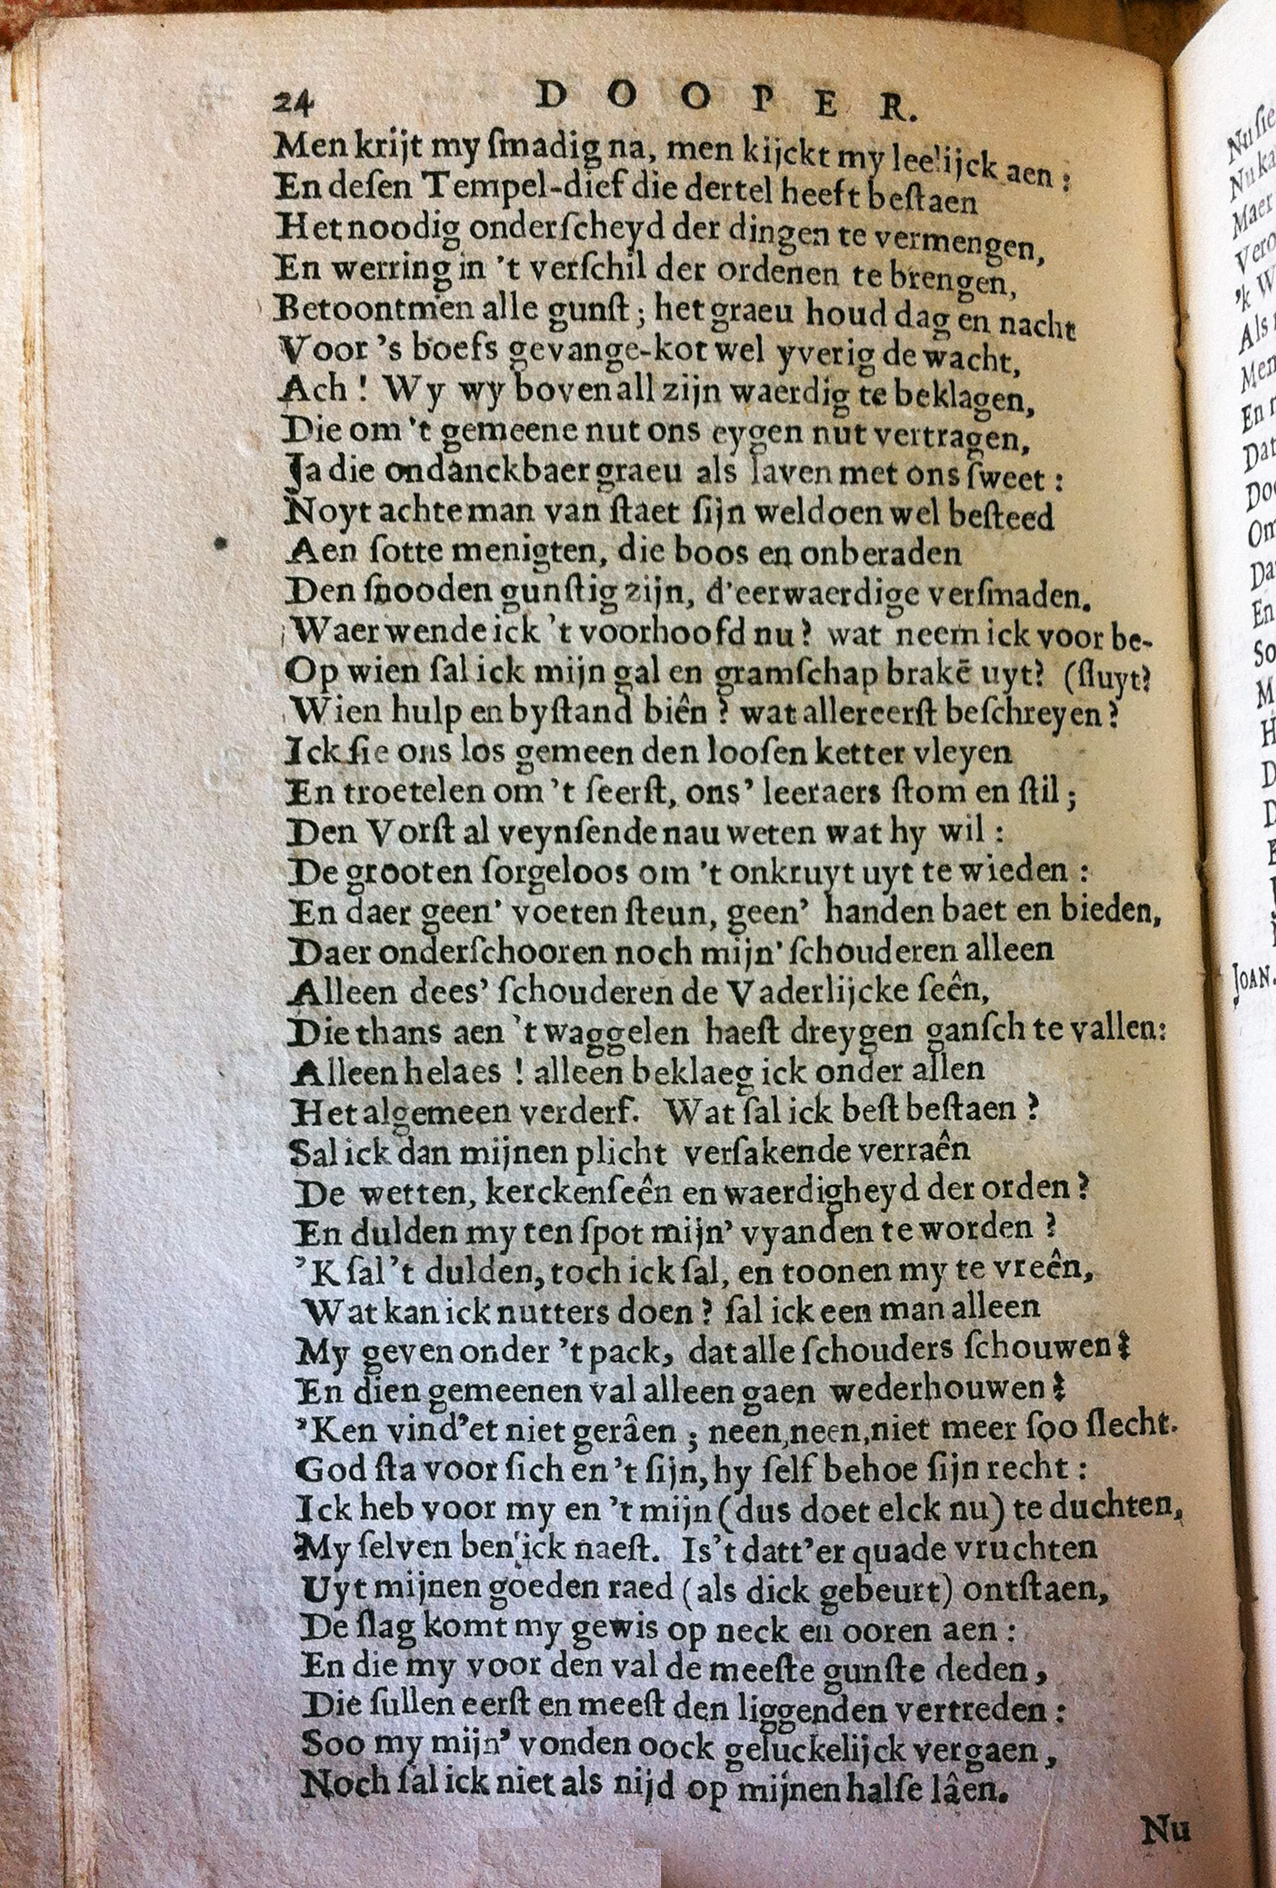 24 DOOPER.
Men krijt my ſmadig na, men kijckt my leelijck aen:
En deſen Tempel-dief die dertel heeft beſtaen
Het noodig onderſcheyd der dingen te vermengen,
En werring in 't verſchil der ordenen te brengen,
Betoontmen alle gunſt; het graeu houd dag en nacht
Voor 's boefs gevange-kot wel yverig de wacht,
Ach! Wy wy bovenall zijn waerdig te beklagen,
Die om 't gemeene nut ons eygen nut vertragen,
Ja die ondanckbaer graeu als laven met ons ſweet:
Noyt achte man van ſtaet ſijn weldoen wel beſteed
Aen ſotte menigten, die boos en onberaden
Den ſnooden gunſtig zijn, d'eerwaerdige verſmaden.
Waer wende ick 't voorhoofd nu? wat neem ick voor be-
Op wien ſal ick mijn gal en gramſchap brakē uyt? (ſluyt?
Wien hulp en byſtand biên? wat allereerſt beſchreyen?
Ick ſie ons los gemeen den looſen ketter vleyen
En troetelen om 't ſeerſt, ons' leeraers ſtom en ſtil;
Den Vorſt al veynſende nau weten wat hy wil:
De grooten ſorgeloos om 't onkruyt uyt te wieden:
En daer geen' voeten ſteun, geen' handen baet en bieden,
Daer onderſchooren noch mijn' ſchouderen alleen
Alleen dees' ſchouderen de Vaderlijcke ſeên,
Die thans aen 't waggelen haeſt dreygen ganſch te vallen:
Alleen helaes! alleen beklaeg ick onder allen
Het algemeen verderf. Wat ſal ick beſt beſtaen?
Sal ick dan mijnen plicht verſakende verraên
De wetten, kerckenſeên en waerdigheyd der orden?
En dulden my ten ſpot mijn' vyanden te worden?
'K ſal 't dulden, toch ick ſal, en toonen my te vreên,
Wat kan ick nutters doen? ſal ick een man alleen
My geven onder 't pack, dat alle ſchouders ſchouwen?
En dien gemeenen val alleen gaen wederhouwen?
'Ken vind'et niet gerâen; neen, neen, niet meer ſoo ſlecht.
God ſta voor ſich en 't ſijn, hy ſelf behoe ſijn recht:
Ick heb voor my en 't mijn (dus doet elck nu) te duchten,
My ſelven ben ick naeſt. Is 't datt'er quade vruchten
Uyt mijnen goeden raed (als dick gebeurt) ontſtaen,
De ſlag komt my gewis op neck en ooren aen:
En die my voor den val de meeſte gunſte deden,
Die ſullen eerſt en meeſt den liggenden vertreden:
Soo my mijn' vonden oock geluckelijck vergaen,
Noch ſal ick niet als nijd op mijnen halſe lâen.
Nu